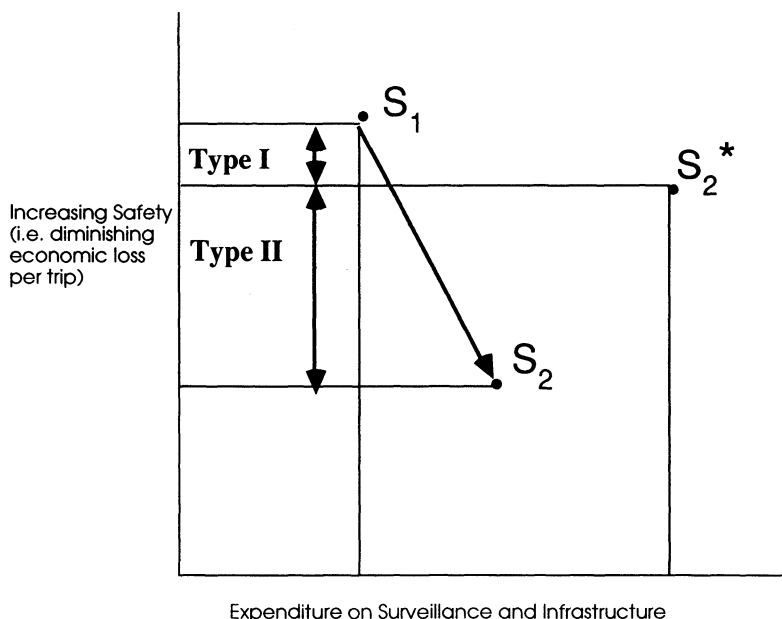 S1
Type I
S2*
Increasing Safety
(i.e. diminishing
economic loss
per trip)
Type II
S2
Expenditure on Surveillance and Infrastructure